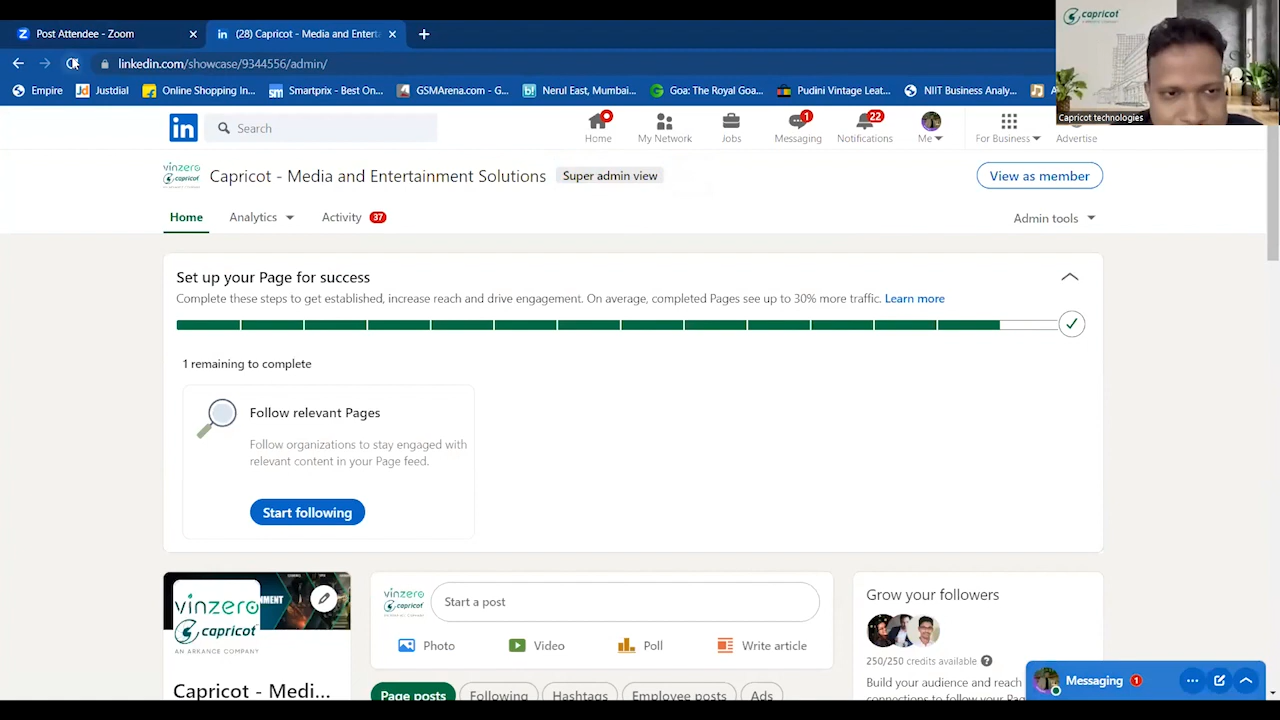 Post Attendee - Zoom
(28) Capricot - Media and Enterta
linkedin.com/showcase/9344556/admin/
Empire
Justdial
Online Shopping In...
Smartprix - Best On...
GSMArena.com - G...
Nerul East, Mumbai...
Goa: The Royal Goa...
Pudini Vintage Leat...
NIIT Business Analy...
capricot
Capricot technologies
in
Search
Home
My Network
Jobs
1
Messaging
22
Notifications
Me
For Business
Advertise
vinzero
capricot
Capricot - Media and Entertainment Solutions
Super admin view
View as member
Home
Analytics
Activity 37
Admin tools
Set up your Page for success
Complete these steps to get established, increase reach and drive engagement. On average, completed Pages see up to 30% more traffic. Learn more
1 remaining to complete
Follow relevant Pages
Follow organizations to stay engaged with
relevant content in your Page feed.
Start following
vinzero
capricot
AN ARKANCE COMPANY
Capricot - Medi...
vinzero
capricot
Start a post
Photo
Video
Poll
Write article
Page posts
Following
Hashtags
Employee posts
Ads
Grow your followers
250/250 credits available
Build your audience and reach
connections to follow your Pag
Messaging 1